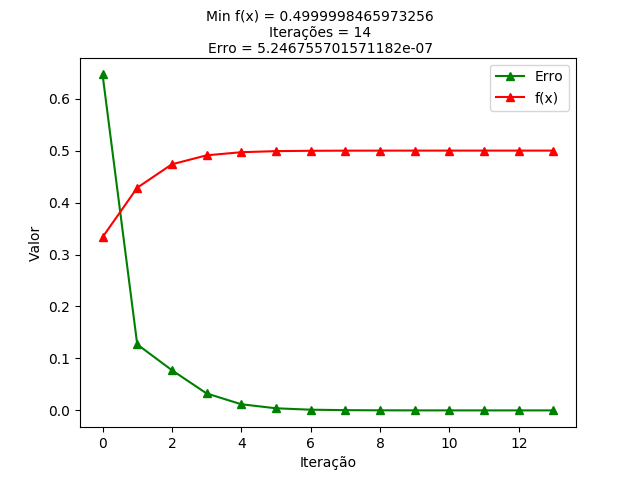 Min f(x) = 0.4999998465973256
Iterações = 14
Erro = 5.246755701571182e-07
Erro
f(x)
0.6
0.5
0.4
0.3
0.2
0.1
0.0
Valor
0 2 4 6 8 10 12
Iteração